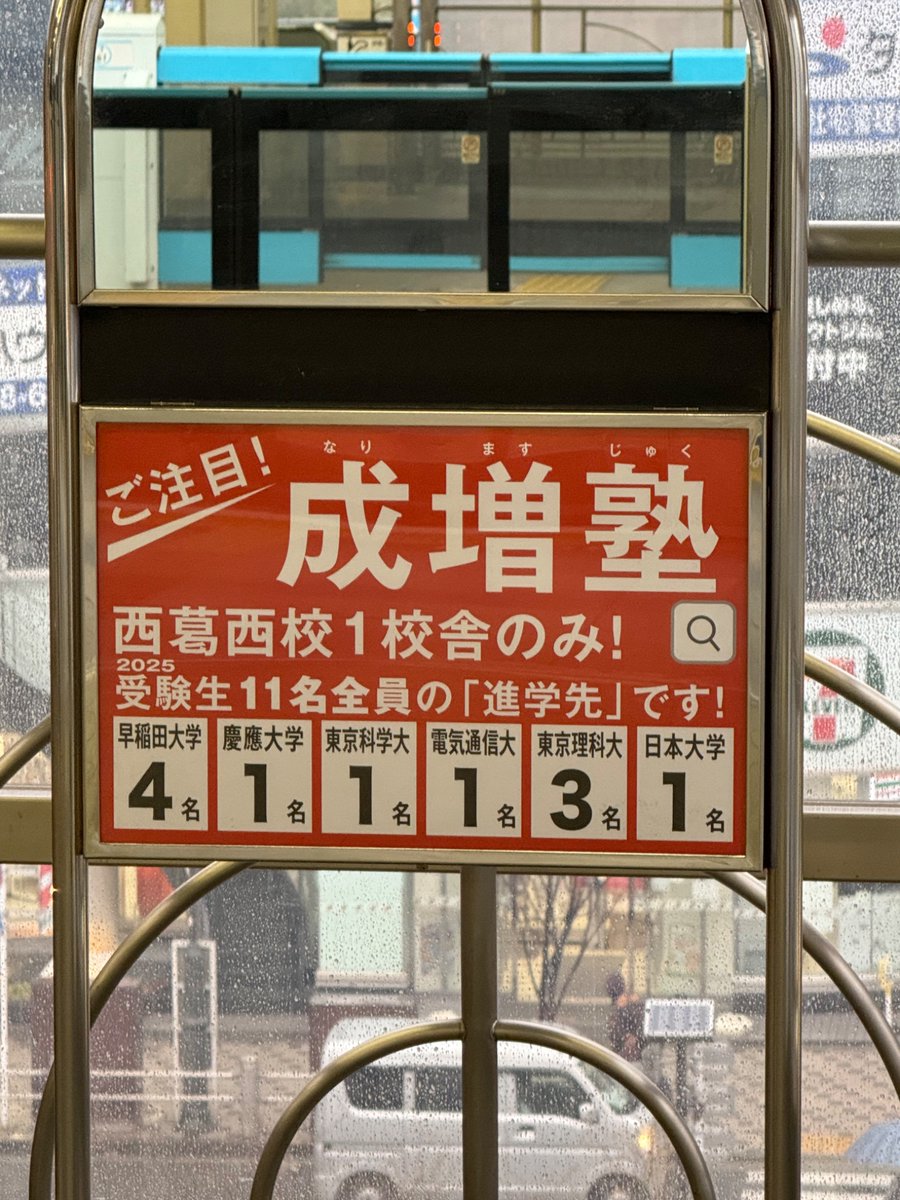 ご注目!
なり ます じゅく
成増塾
西葛西校1校舎のみ!
2025
受験生11名全員の「進学先」です!
早稲田大学 慶應大学 東京科学大 電気通信大 東京理科大 日本大学
4名 1名 1名 1名 3名 1名
付中